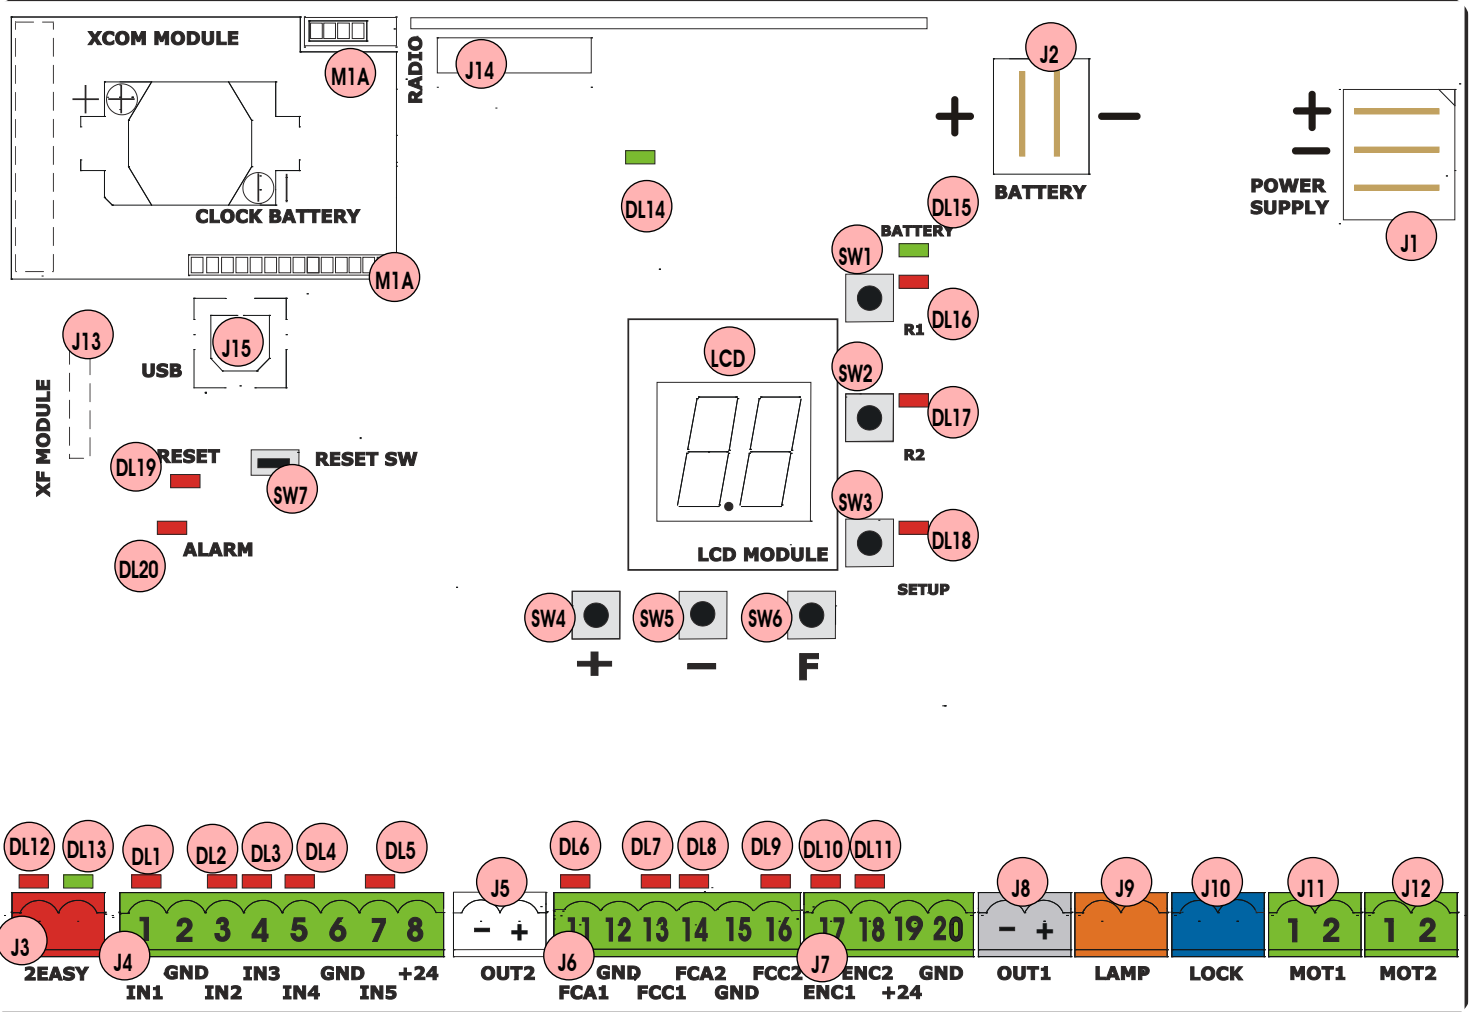 XCOM MODULE
M1A
RADIO
J14
J2
+
-
BATTERY
+
-
POWER
SUPPLY
J1
+
-
CLOCK BATTERY
M1A
DL14
DL15
BATTERY
SW1
R1
DL16
J13
XF MODULE
USB
J15
LCD
LCD MODULE
SW2
DL17
R2
DL19
RESET
RESET SW
SW7
ALARM
DL20
SW3
DL18
SETUP
SW4
SW5
SW6
+
-
F
DL12
DL13
DL1
DL2
DL3
DL4
DL5
DL6
DL7
DL8
DL9
DL10
DL11
J5
J8
J9
J10
J11
J12
J3
J4
1 2 3 4 5 6 7 8
- +
J6
11 12 13 14 15 16
J7
17 18 19 20
- +
1 2
1 2
2EASY
GND
IN3
GND
+24
IN1
IN2
IN4
IN5
OUT2
GND
FCA2
FCC2
ENC2
GND
FCA1
FCC1
GND
ENC1
+24
OUT1
LAMP
LOCK
MOT1
MOT2